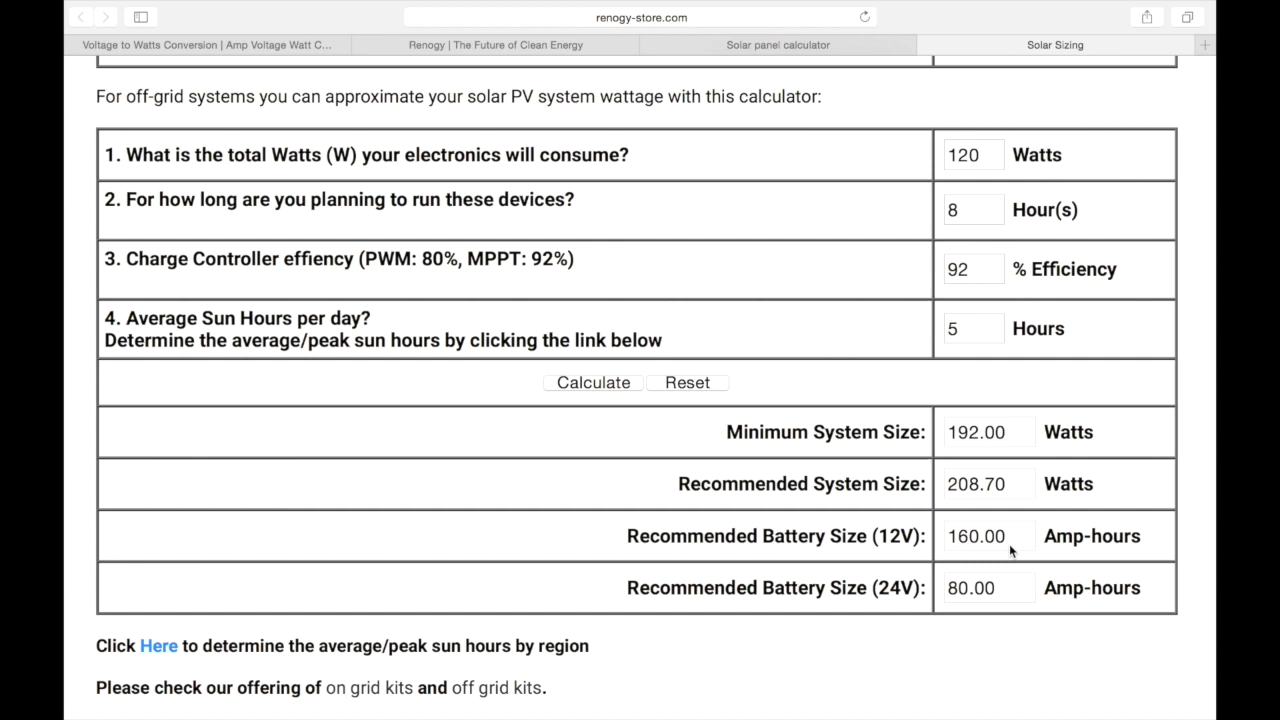 renogy-store.com
Voltage to Watts Conversion | Amp Voltage Watt C...
Renogy | The Future of Clean Energy
Solar panel calculator
Solar Sizing
For off-grid systems you can approximate your solar PV system wattage with this calculator:
1. What is the total Watts (W) your electronics will consume? 120 Watts
2. For how long are you planning to run these devices? 8 Hour(s)
3. Charge Controller effiency (PWM: 80%, MPPT: 92%) 92 % Efficiency
4. Average Sun Hours per day? 5 Hours
Determine the average/peak sun hours by clicking the link below
Calculate Reset
Minimum System Size: 192.00 Watts
Recommended System Size: 208.70 Watts
Recommended Battery Size (12V): 160.00 Amp-hours
Recommended Battery Size (24V): 80.00 Amp-hours
Click Here to determine the average/peak sun hours by region
Please check our offering of on grid kits and off grid kits.